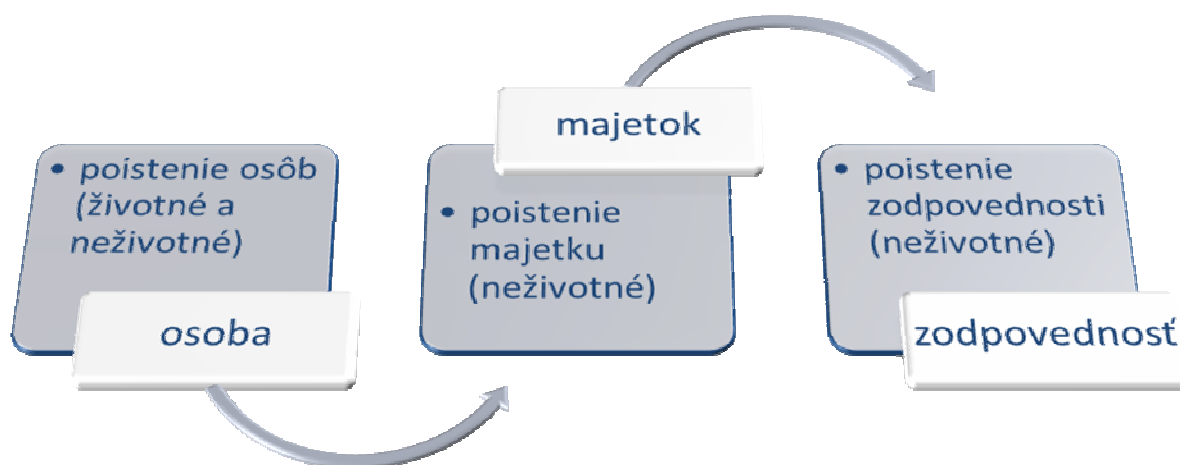 • poistenie osôb
(životné a
neživotné)
osoba
majetok
• poistenie
majetku
(neživotné)
• poistenie
zodpovednosti
(neživotné)
zodpovednosť